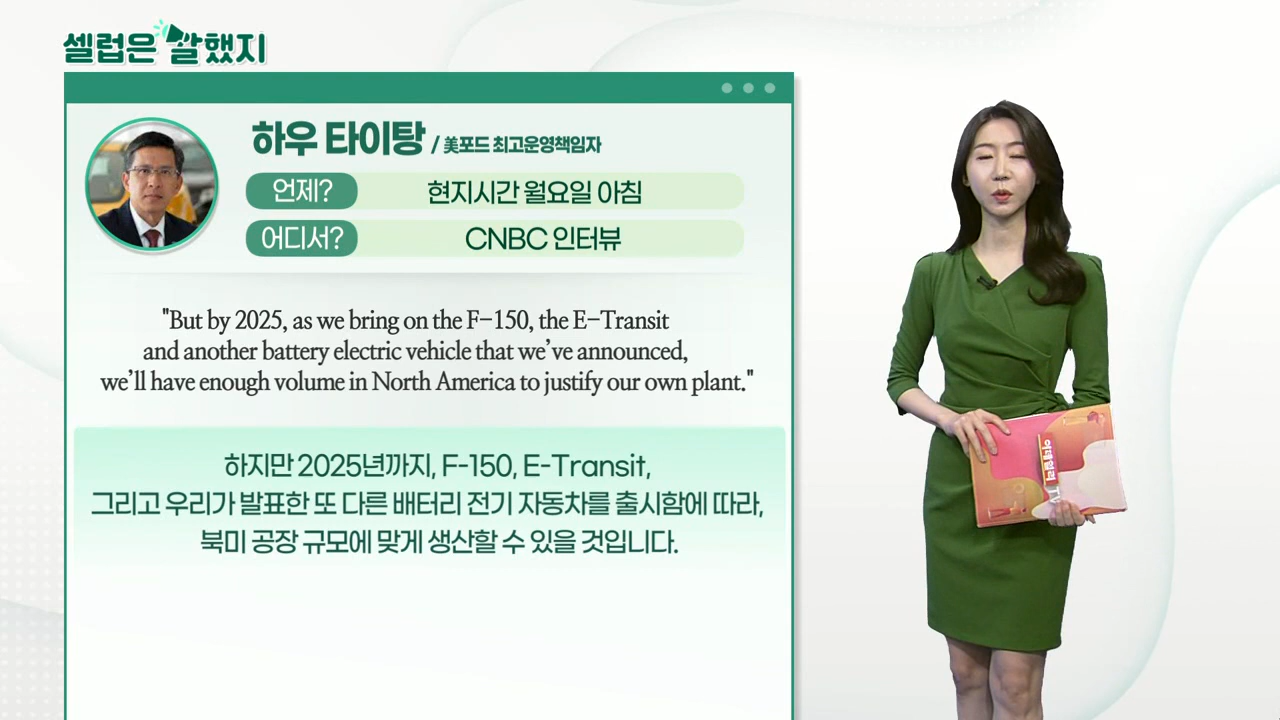 셀럽은 말했지
하우 타이탕 / 美포드 최고운영책임자
언제? 현지시간 월요일 아침
어디서? CNBC 인터뷰
"But by 2025, as we bring on the F-150, the E-Transit
and another battery electric vehicle that we've announced,
we'll have enough volume in North America to justify our own plant."
하지만 2025년까지, F-150, E-Transit,
그리고 우리가 발표한 또 다른 배터리 전기 자동차를 출시함에 따라,
북미 공장 규모에 맞게 생산할 수 있을 것입니다.
이데일리 TV